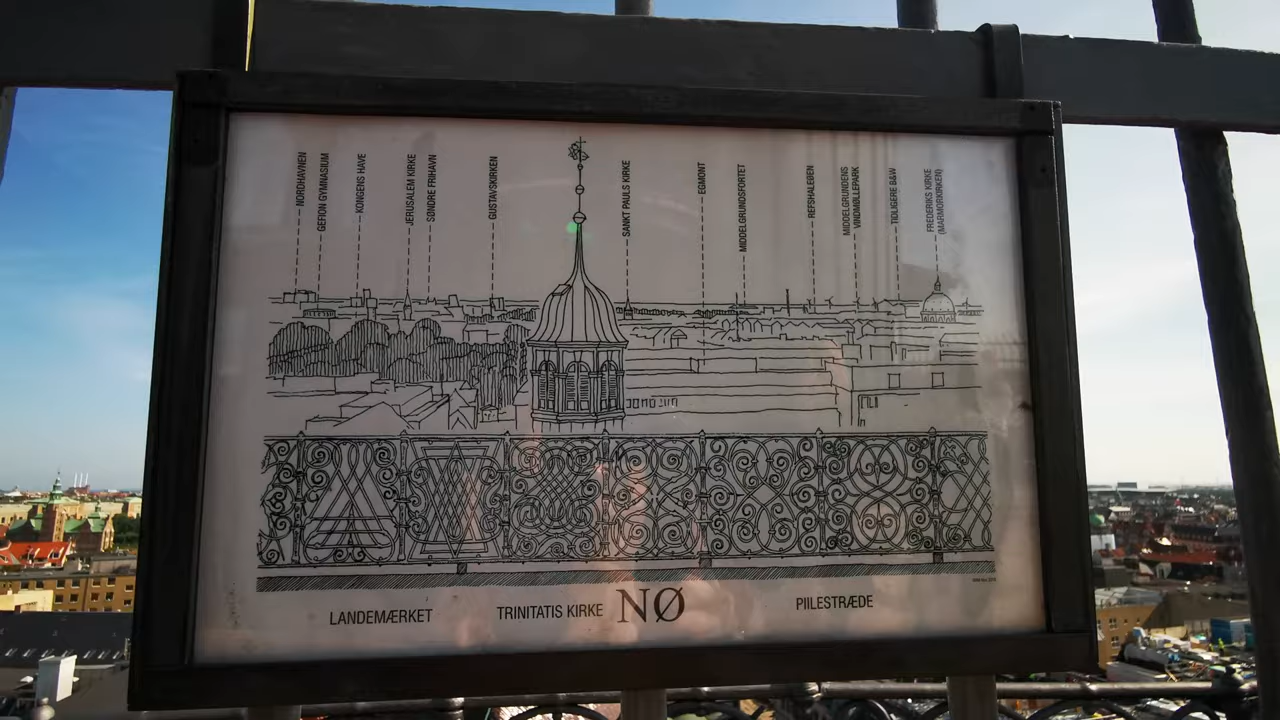 NORDHAVNEN
GEFION GYMNASIUM
KONGENS HAVE
JERUSALEM KIRKE
SØNDRE FRIHAVN
GUSTAVSKIRKEN
SANKT PAULS KIRKE
EGMONT
MIDDELGRUNDSFORTET
REFSHALEØEN
MIDDELGRUNDENS
VINDMØLLEPARK
TIDLIGERE B&W
FREDERIKS KIRKE
(MARMORKIRKEN)
LANDEMÆRKET
TRINITATIS KIRKE
NØ
PIILESTRÆDE